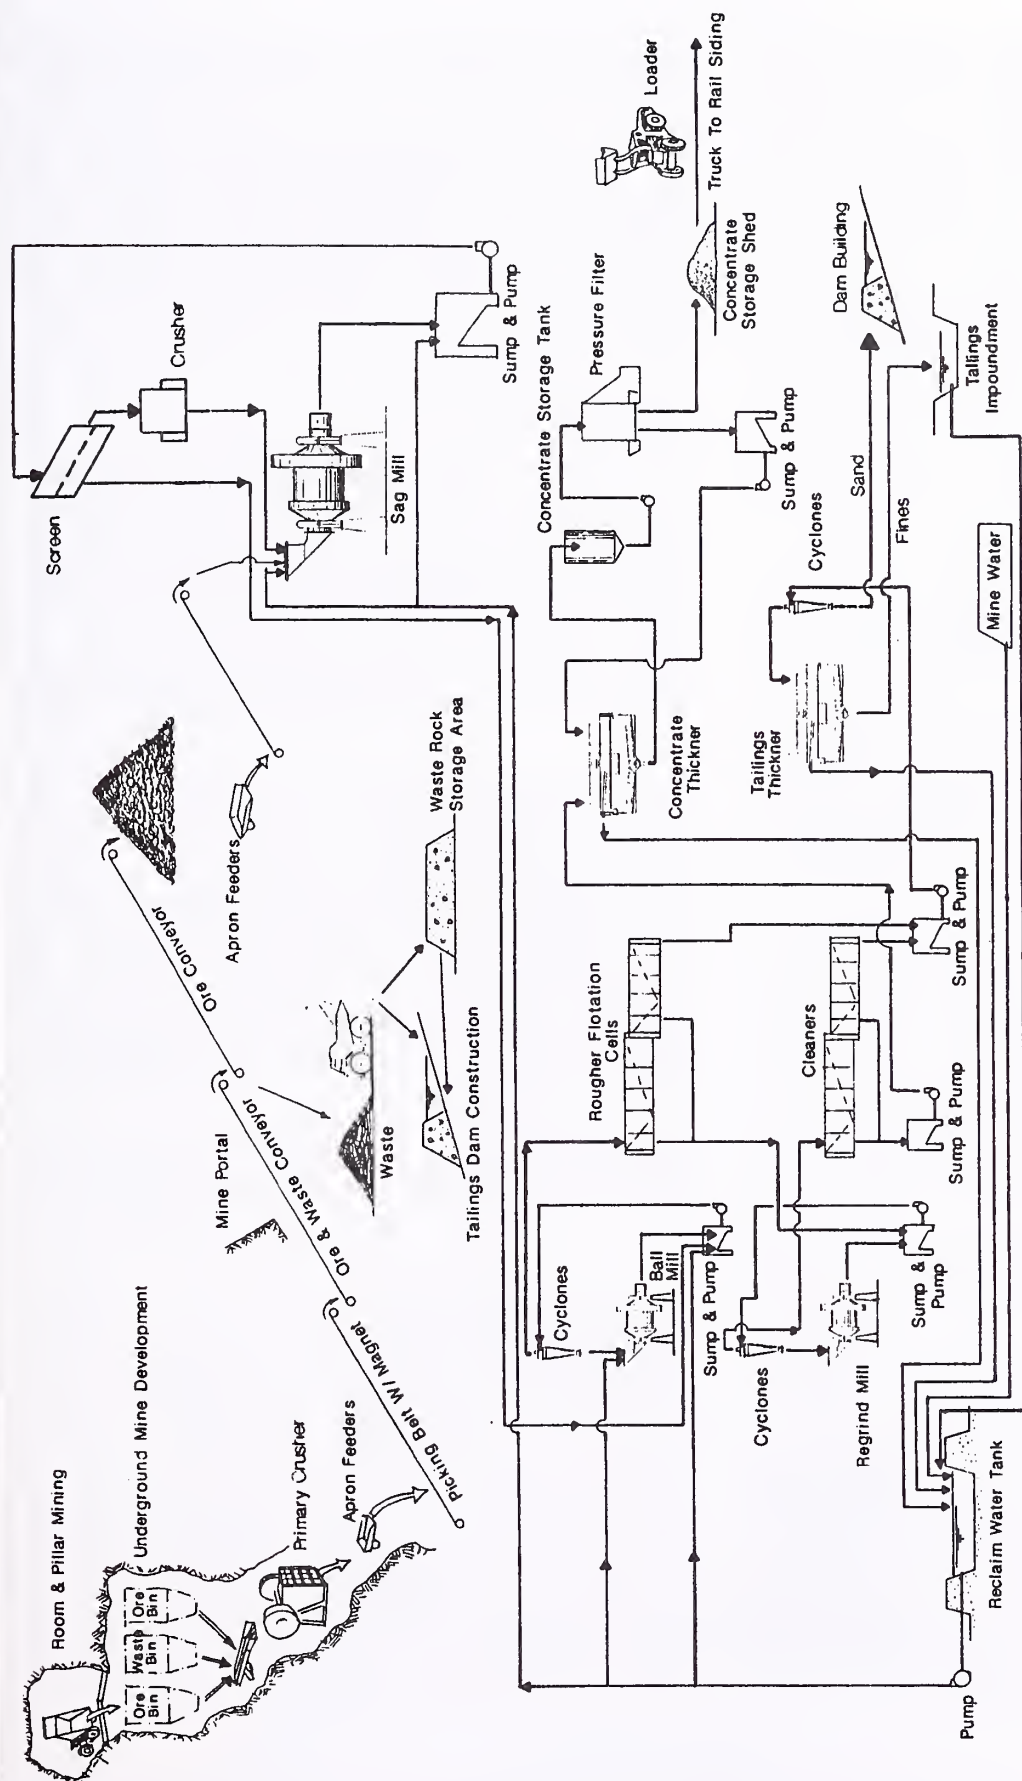 Room & Pillar Mining
Underground Mine Development
Ore
Bin
Waste
Bin
Ore
Bin
Primary Crusher
Apron Feeders
Picking Belt W/ Magnet
Mine Portal
Ore & Waste Conveyor
Ore Conveyor
Waste
Tailings Dam Construction
Waste Rock
Storage Area
Apron Feeders
Screen
Crusher
Sag Mill
Sump & Pump
Cyclones
Ball
Mill
Sump & Pump
Rougher Flotation
Cells
Concentrate
Thickner
Concentrate Storage Tank
Pressure Filter
Sump & Pump
Concentrate
Storage Shed
Loader
Truck To Rail Siding
Cyclones
Regrind Mill
Sump &
Pump
Cleaners
Sump & Pump
Sump & Pump
Tailings
Thickner
Cyclones
Sand
Fines
Dam Building
Tailings
Impoundment
Mine Water
Reclaim Water Tank
Pump